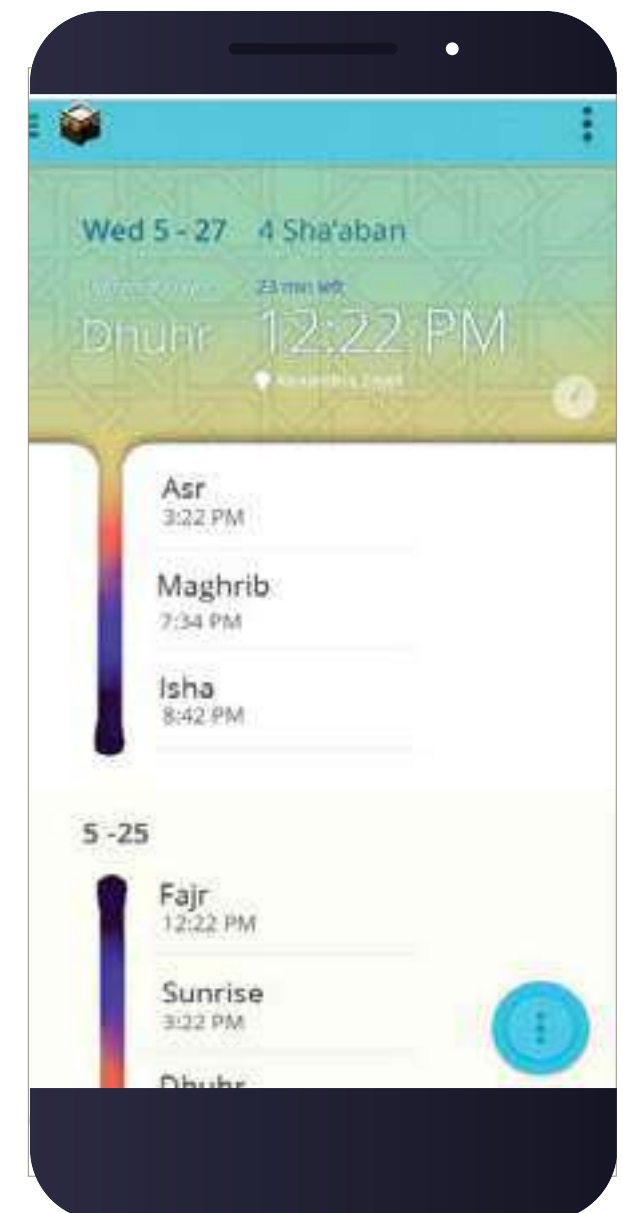 Wed 5 - 27 4 Sha'aban
23 min left
Dhuhr 12:22 PM
Asr
3:22 PM
Maghrib
7:34 PM
Isha
8:42 PM
5 -25
Fajr
12:22 PM
Sunrise
3:22 PM
Dhuhr